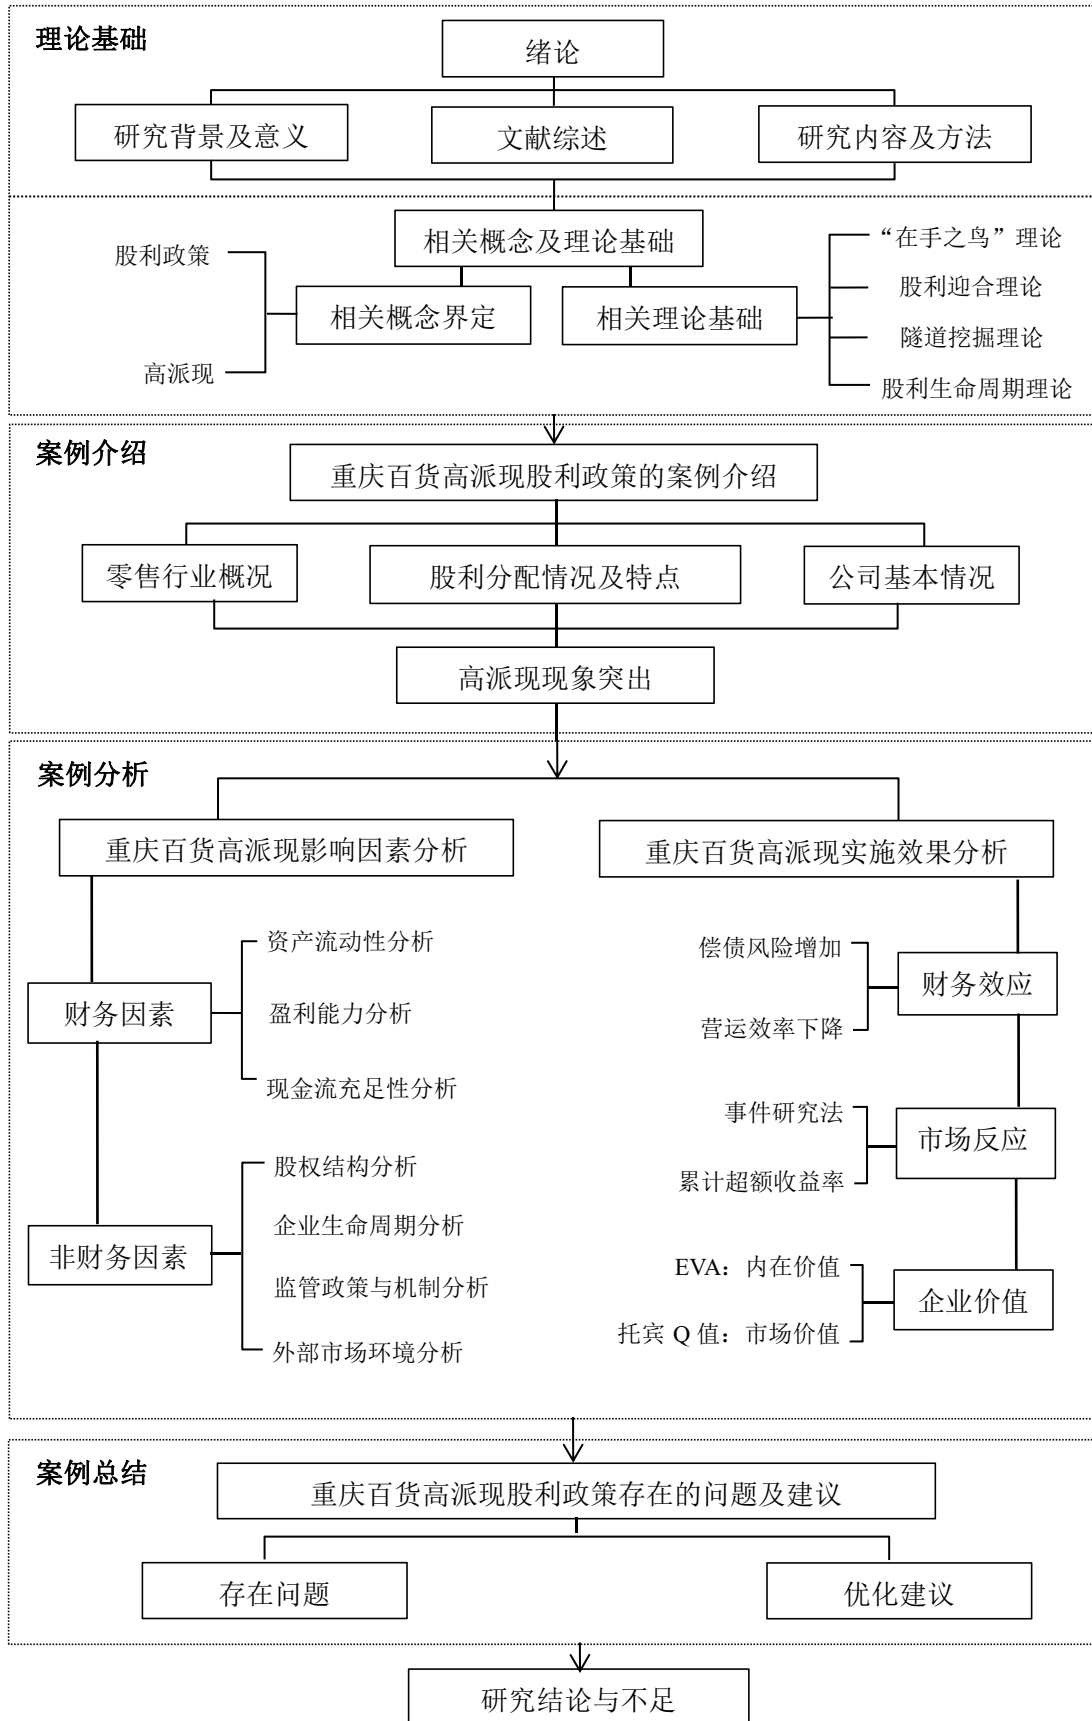 理论基础
绪论
研究背景及意义
文献综述
研究内容及方法
相关概念及理论基础
股利政策
高派现
相关概念界定
相关理论基础
“在手之鸟”理论
股利迎合理论
隧道挖掘理论
股利生命周期理论
案例介绍
重庆百货高派现股利政策的案例介绍
零售行业概况
股利分配情况及特点
公司基本情况
高派现现象突出
案例分析
重庆百货高派现影响因素分析
重庆百货高派现实施效果分析
财务因素
资产流动性分析
盈利能力分析
现金流充足性分析
非财务因素
股权结构分析
企业生命周期分析
监管政策与机制分析
外部市场环境分析
偿债风险增加
营运效率下降
财务效应
事件研究法
累计超额收益率
市场反应
EVA：内在价值
托宾 Q 值：市场价值
企业价值
案例总结
重庆百货高派现股利政策存在的问题及建议
存在问题
优化建议
研究结论与不足